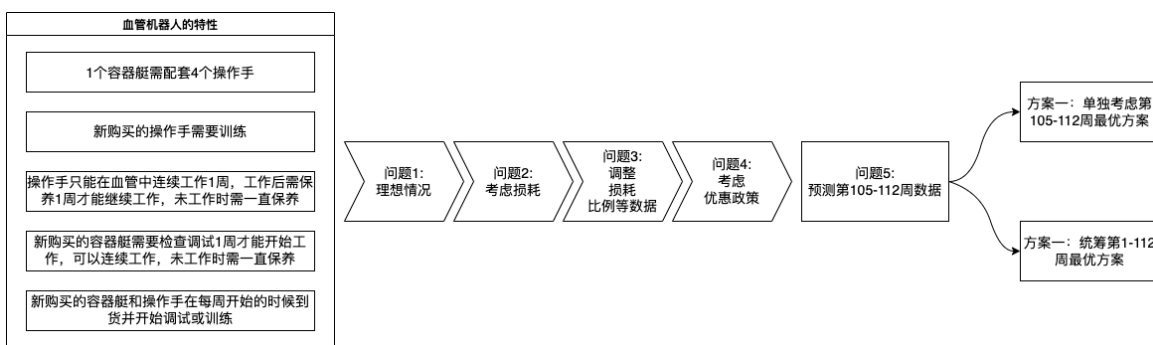 血管机器人的特性
1个容器艇需配套4个操作手
新购买的操作手需要训练
操作手只能在血管中连续工作1周，工作后需保
养1周才能继续工作，未工作时需一直保养
新购买的容器艇需要检查调试1周才能开始工
作，可以连续工作，未工作时需一直保养
新购买的容器艇和操作手在每周开始的时候到
货并开始调试或训练
问题1:
理想情况
问题2:
考虑损耗
问题3:
调整
损耗
比例等数据
问题4:
考虑
优惠政策
问题5:
预测第105-112周数据
方案一：单独考虑第
105-112周最优方案
方案一：统筹第1-112
周最优方案